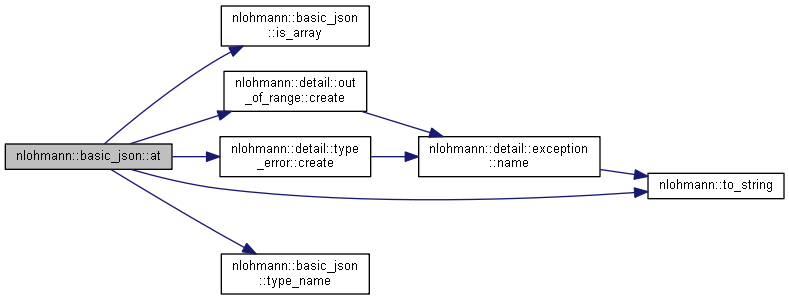 nlohmann::basic_json
::is_array
nlohmann::detail::out
_of_range::create
nlohmann::basic_json::at
nlohmann::detail::type
_error::create
nlohmann::detail::exception
::name
nlohmann::to_string
nlohmann::basic_json
::type_name